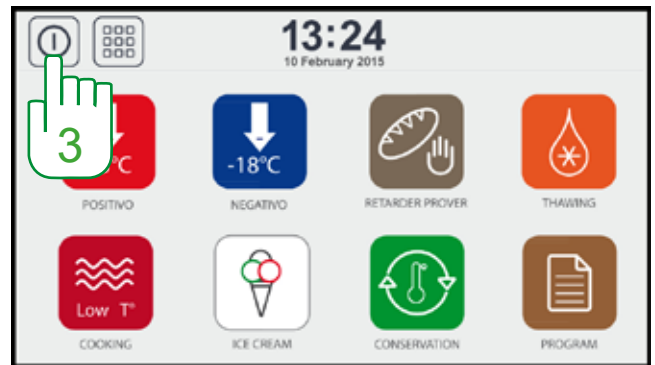 13:24
10 February 2015
3
°C
-18°C
POSITIVO
NEGATIVO
RETARDER PROVER
THAWING
Low T°
COOKING
ICE CREAM
CONSERVATION
PROGRAM